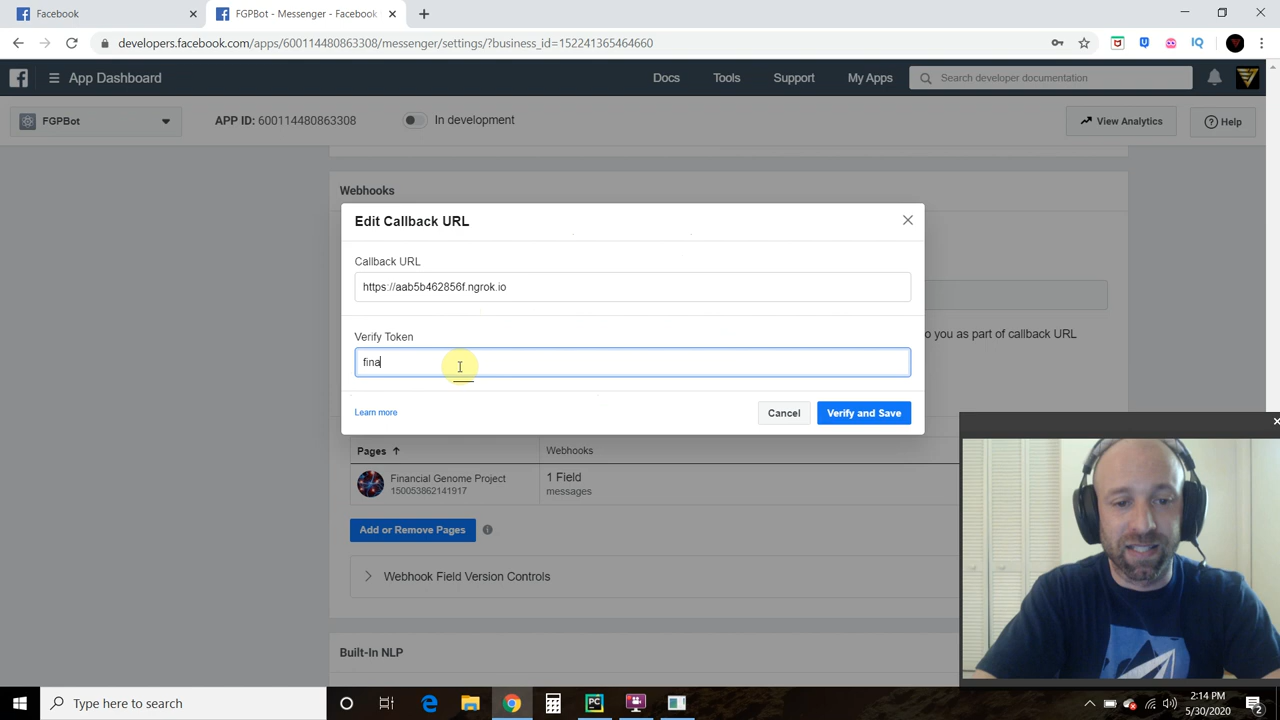 Facebook
FGPBot - Messenger - Facebook
developers.facebook.com/apps/600114480863308/messenger/settings/?business_id=152241365464660
App Dashboard
Docs
Tools
Support
My Apps
Search developer documentation
FGPBot
APP ID: 600114480863308
In development
View Analytics
Help
Webhooks
Edit Callback URL
Callback URL
https://aab5b462856f.ngrok.io
Verify Token
o you as part of callback URL
fina
Learn more
Cancel
Verify and Save
Pages
Webhooks
Financial Genome Project
150053862141917
1 Field
messages
Add or Remove Pages
Webhook Field Version Controls
Built-In NLP
Type here to search
2:14 PM
5/30/2020